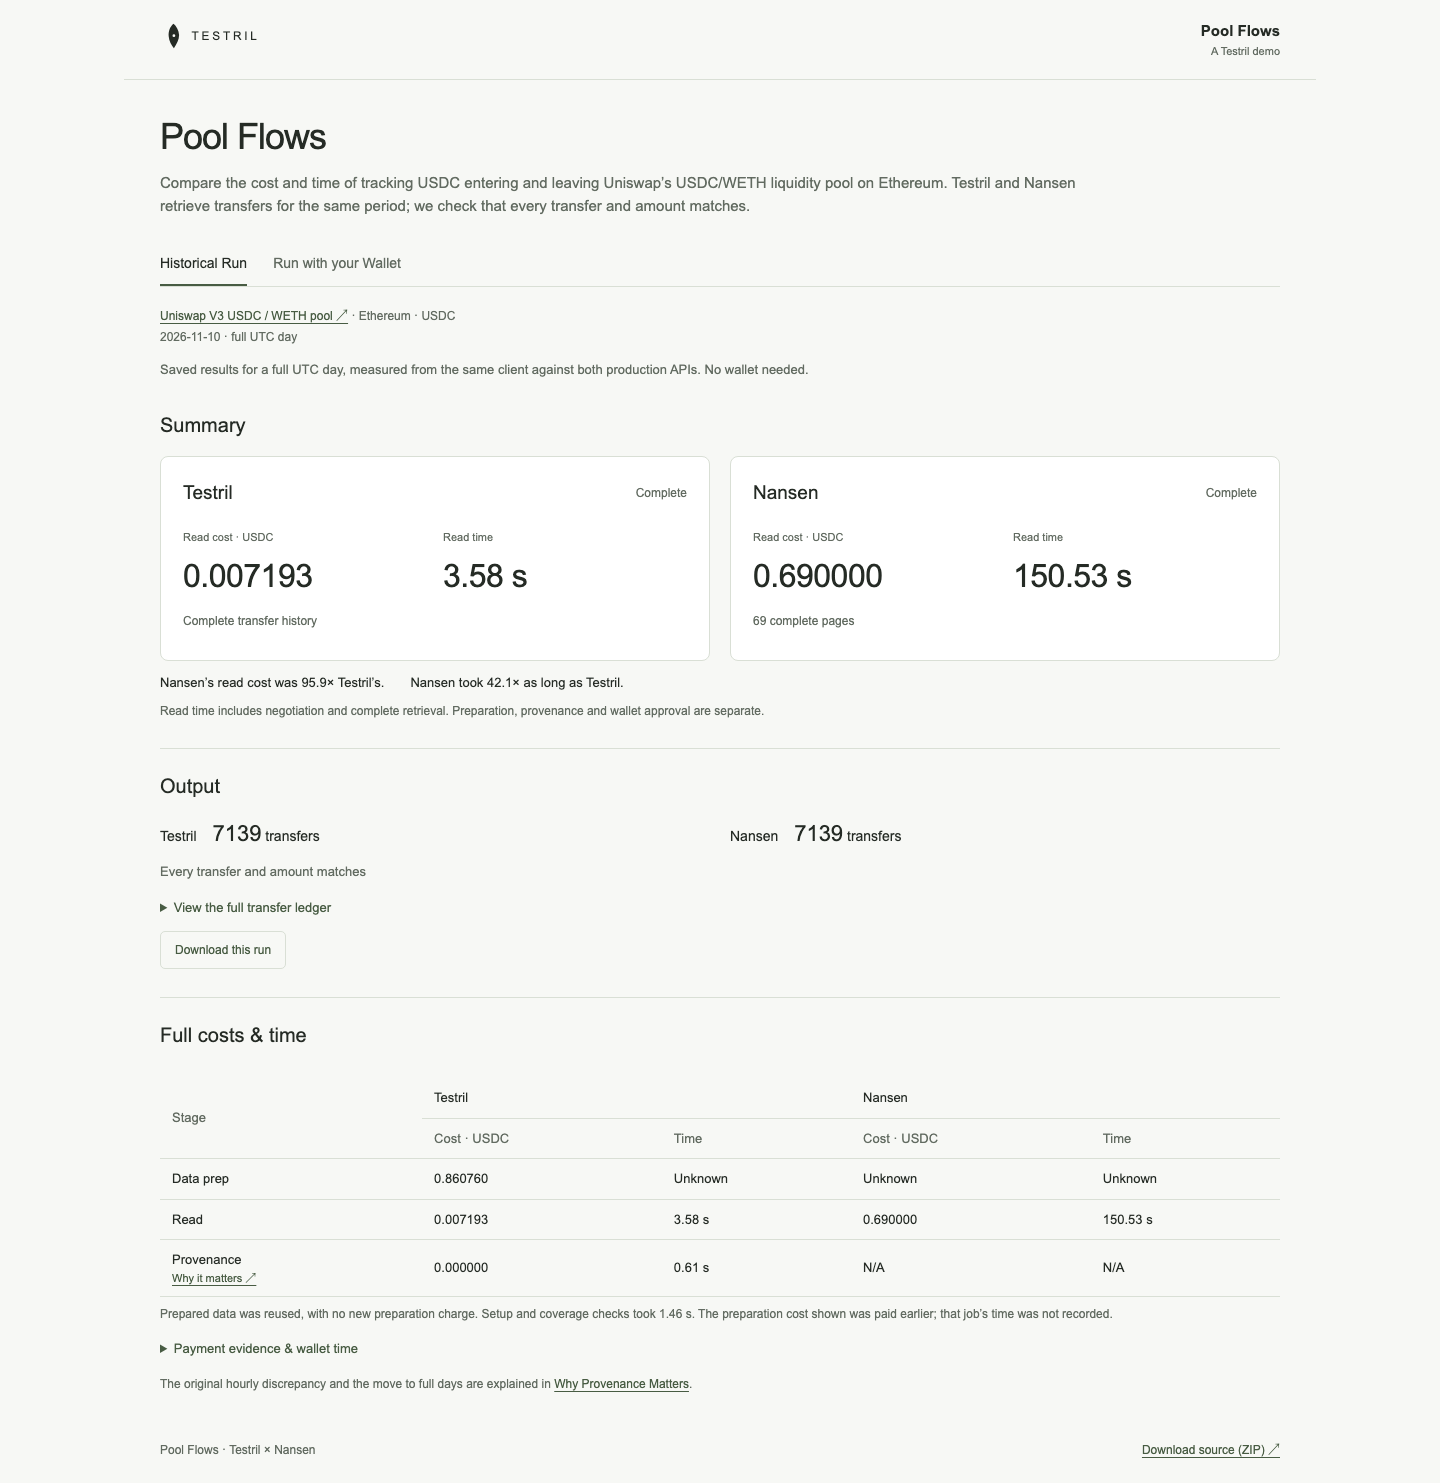 TESTRIL
Pool Flows
A Testril demo
Pool Flows
Compare the cost and time of tracking USDC entering and leaving Uniswap’s USDC/WETH liquidity pool on Ethereum. Testril and Nansen
retrieve transfers for the same period; we check that every transfer and amount matches.
Historical Run Run with your Wallet
Uniswap V3 USDC / WETH pool ↗ · Ethereum · USDC
2026-11-10 · full UTC day
Saved results for a full UTC day, measured from the same client against both production APIs. No wallet needed.
Summary
Testril Complete
Read cost · USDC Read time
0.007193 3.58 s
Complete transfer history
Nansen Complete
Read cost · USDC Read time
0.690000 150.53 s
69 complete pages
Nansen’s read cost was 95.9× Testril’s. Nansen took 42.1× as long as Testril.
Read time includes negotiation and complete retrieval. Preparation, provenance and wallet approval are separate.
Output
Testril 7139 transfers Nansen 7139 transfers
Every transfer and amount matches
▶ View the full transfer ledger
Download this run
Full costs & time
Stage Testril Nansen
Cost · USDC Time Cost · USDC Time
Data prep 0.860760 Unknown Unknown Unknown
Read 0.007193 3.58 s 0.690000 150.53 s
Provenance 0.000000 0.61 s N/A N/A
Why it matters ↗
Prepared data was reused, with no new preparation charge. Setup and coverage checks took 1.46 s. The preparation cost shown was paid earlier; that job’s time was not recorded.
▶ Payment evidence & wallet time
The original hourly discrepancy and the move to full days are explained in Why Provenance Matters.
Pool Flows · Testril × Nansen Download source (ZIP) ↗